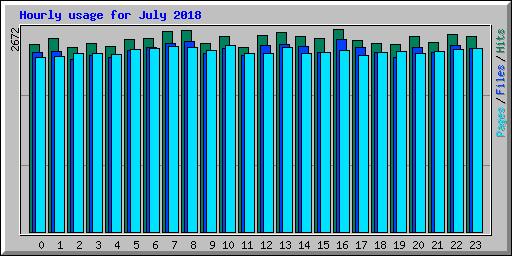 Hourly usage for July 2018
2672
Pages / Files / Hits
0 1 2 3 4 5 6 7 8 9 10 11 12 13 14 15 16 17 18 19 20 21 22 23